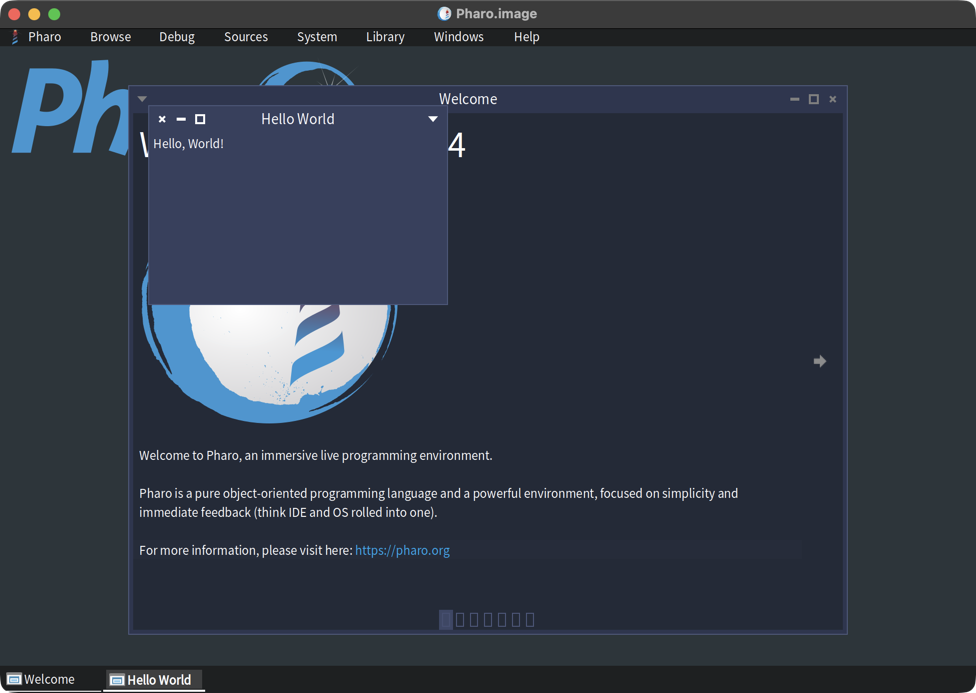 Pharo.image
Pharo Browse Debug Sources System Library Windows Help
Ph
Welcome
Hello World
4
Hello, World!
Welcome to Pharo, an immersive live programming environment.
Pharo is a pure object-oriented programming language and a powerful environment, focused on simplicity and
immediate feedback (think IDE and OS rolled into one).
For more information, please visit here: https://pharo.org
Welcome Hello World